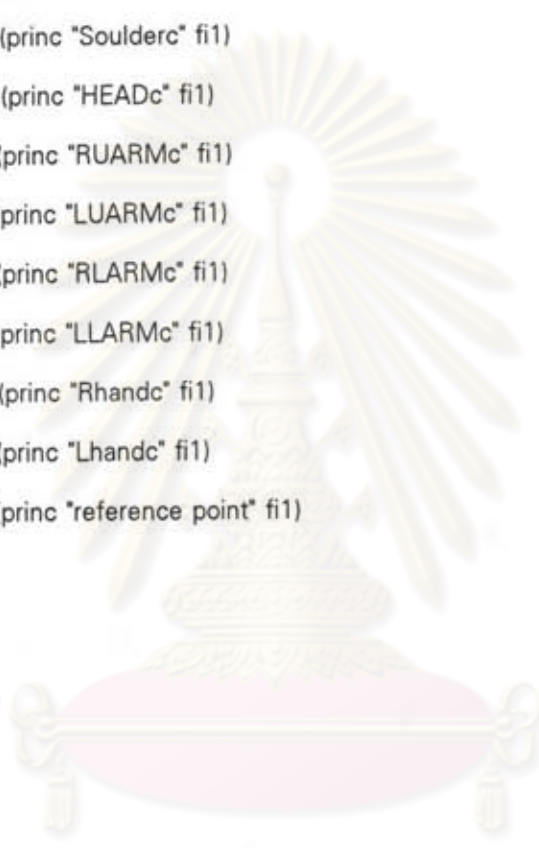 (princ "Soulderc" fi1)
(princ "HEADc" fi1)
(princ "RUARMc" fi1)
(princ "LUARMc" fi1)
(princ "RLARMc" fi1)
(princ "LLARMc" fi1)
(princ "Rhandc" fi1)
(princ "Lhandc" fi1)
(princ "reference point" fi1)